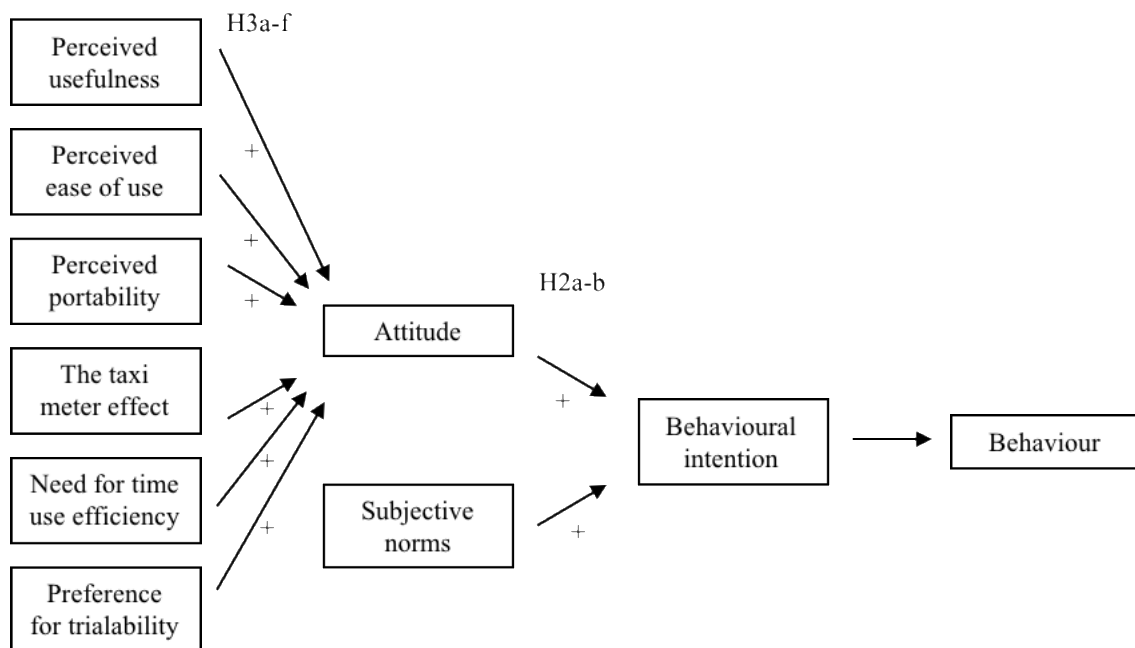 H3a-f
Perceived
usefulness
+
Perceived
ease of use
+
Perceived
portability
+
H2a-b
Attitude
The taxi
meter effect
+
+
Behavioural
intention
Behaviour
Need for time
use efficiency
+
Subjective
norms
+
+
Preference
for trialability